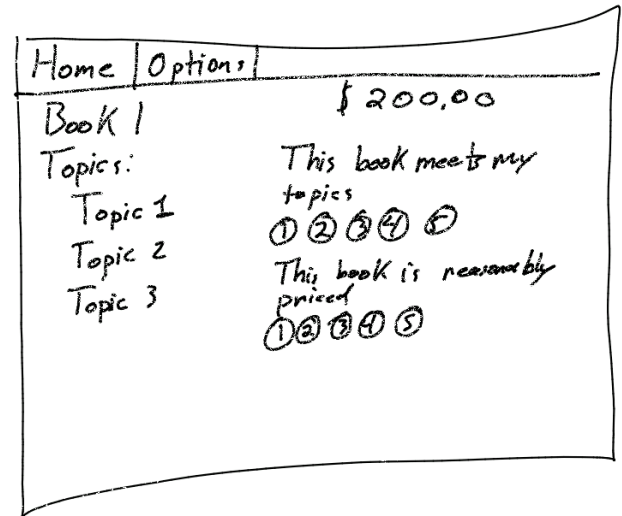 Home Options
Book 1
$ 200.00
Topics:
Topic 1
Topic 2
Topic 3
This book meets my
topics
1 2 3 4 5
This book is reasonably
priced
1 2 3 4 5